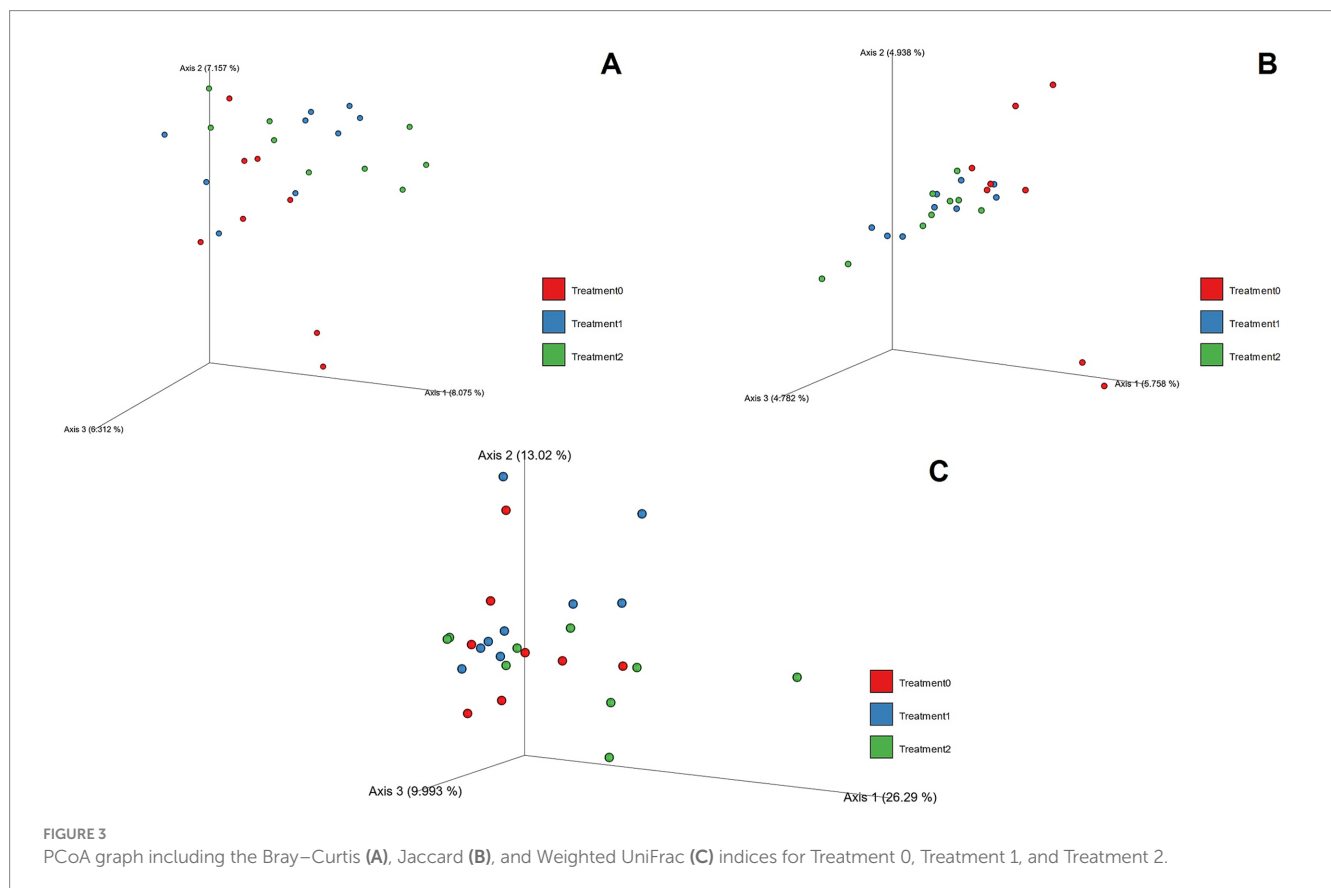 A
Axis 2 (7.157 %)
Treatment0
Treatment1
Treatment2
Axis 1 (8.075 %)
Axis 3 (6.312 %)
B
Axis 2 (4.938 %)
Treatment0
Treatment1
Treatment2
Axis 1 (5.758 %)
Axis 3 (4.782 %)
C
Axis 2 (13.02 %)
Treatment0
Treatment1
Treatment2
Axis 3 (9.993 %)
Axis 1 (26.29 %)
FIGURE 3
PCoA graph including the Bray–Curtis (A), Jaccard (B), and Weighted UniFrac (C) indices for Treatment 0, Treatment 1, and Treatment 2.